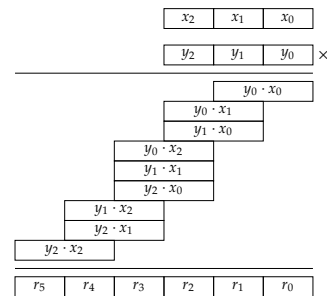 x₂ x₁ x₀
y₂ y₁ y₀ ×
y₀ · x₀
y₀ · x₁
y₁ · x₀
y₀ · x₂
y₁ · x₁
y₂ · x₀
y₁ · x₂
y₂ · x₁
y₂ · x₂
r₅ r₄ r₃ r₂ r₁ r₀